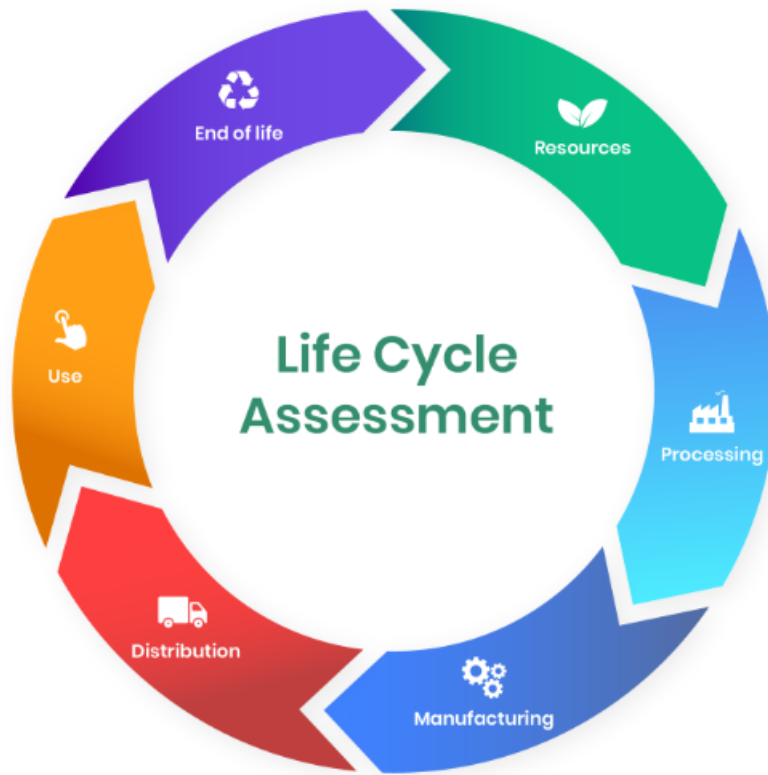 Life Cycle
Assessment
Resources
Processing
Manufacturing
Distribution
Use
End of life